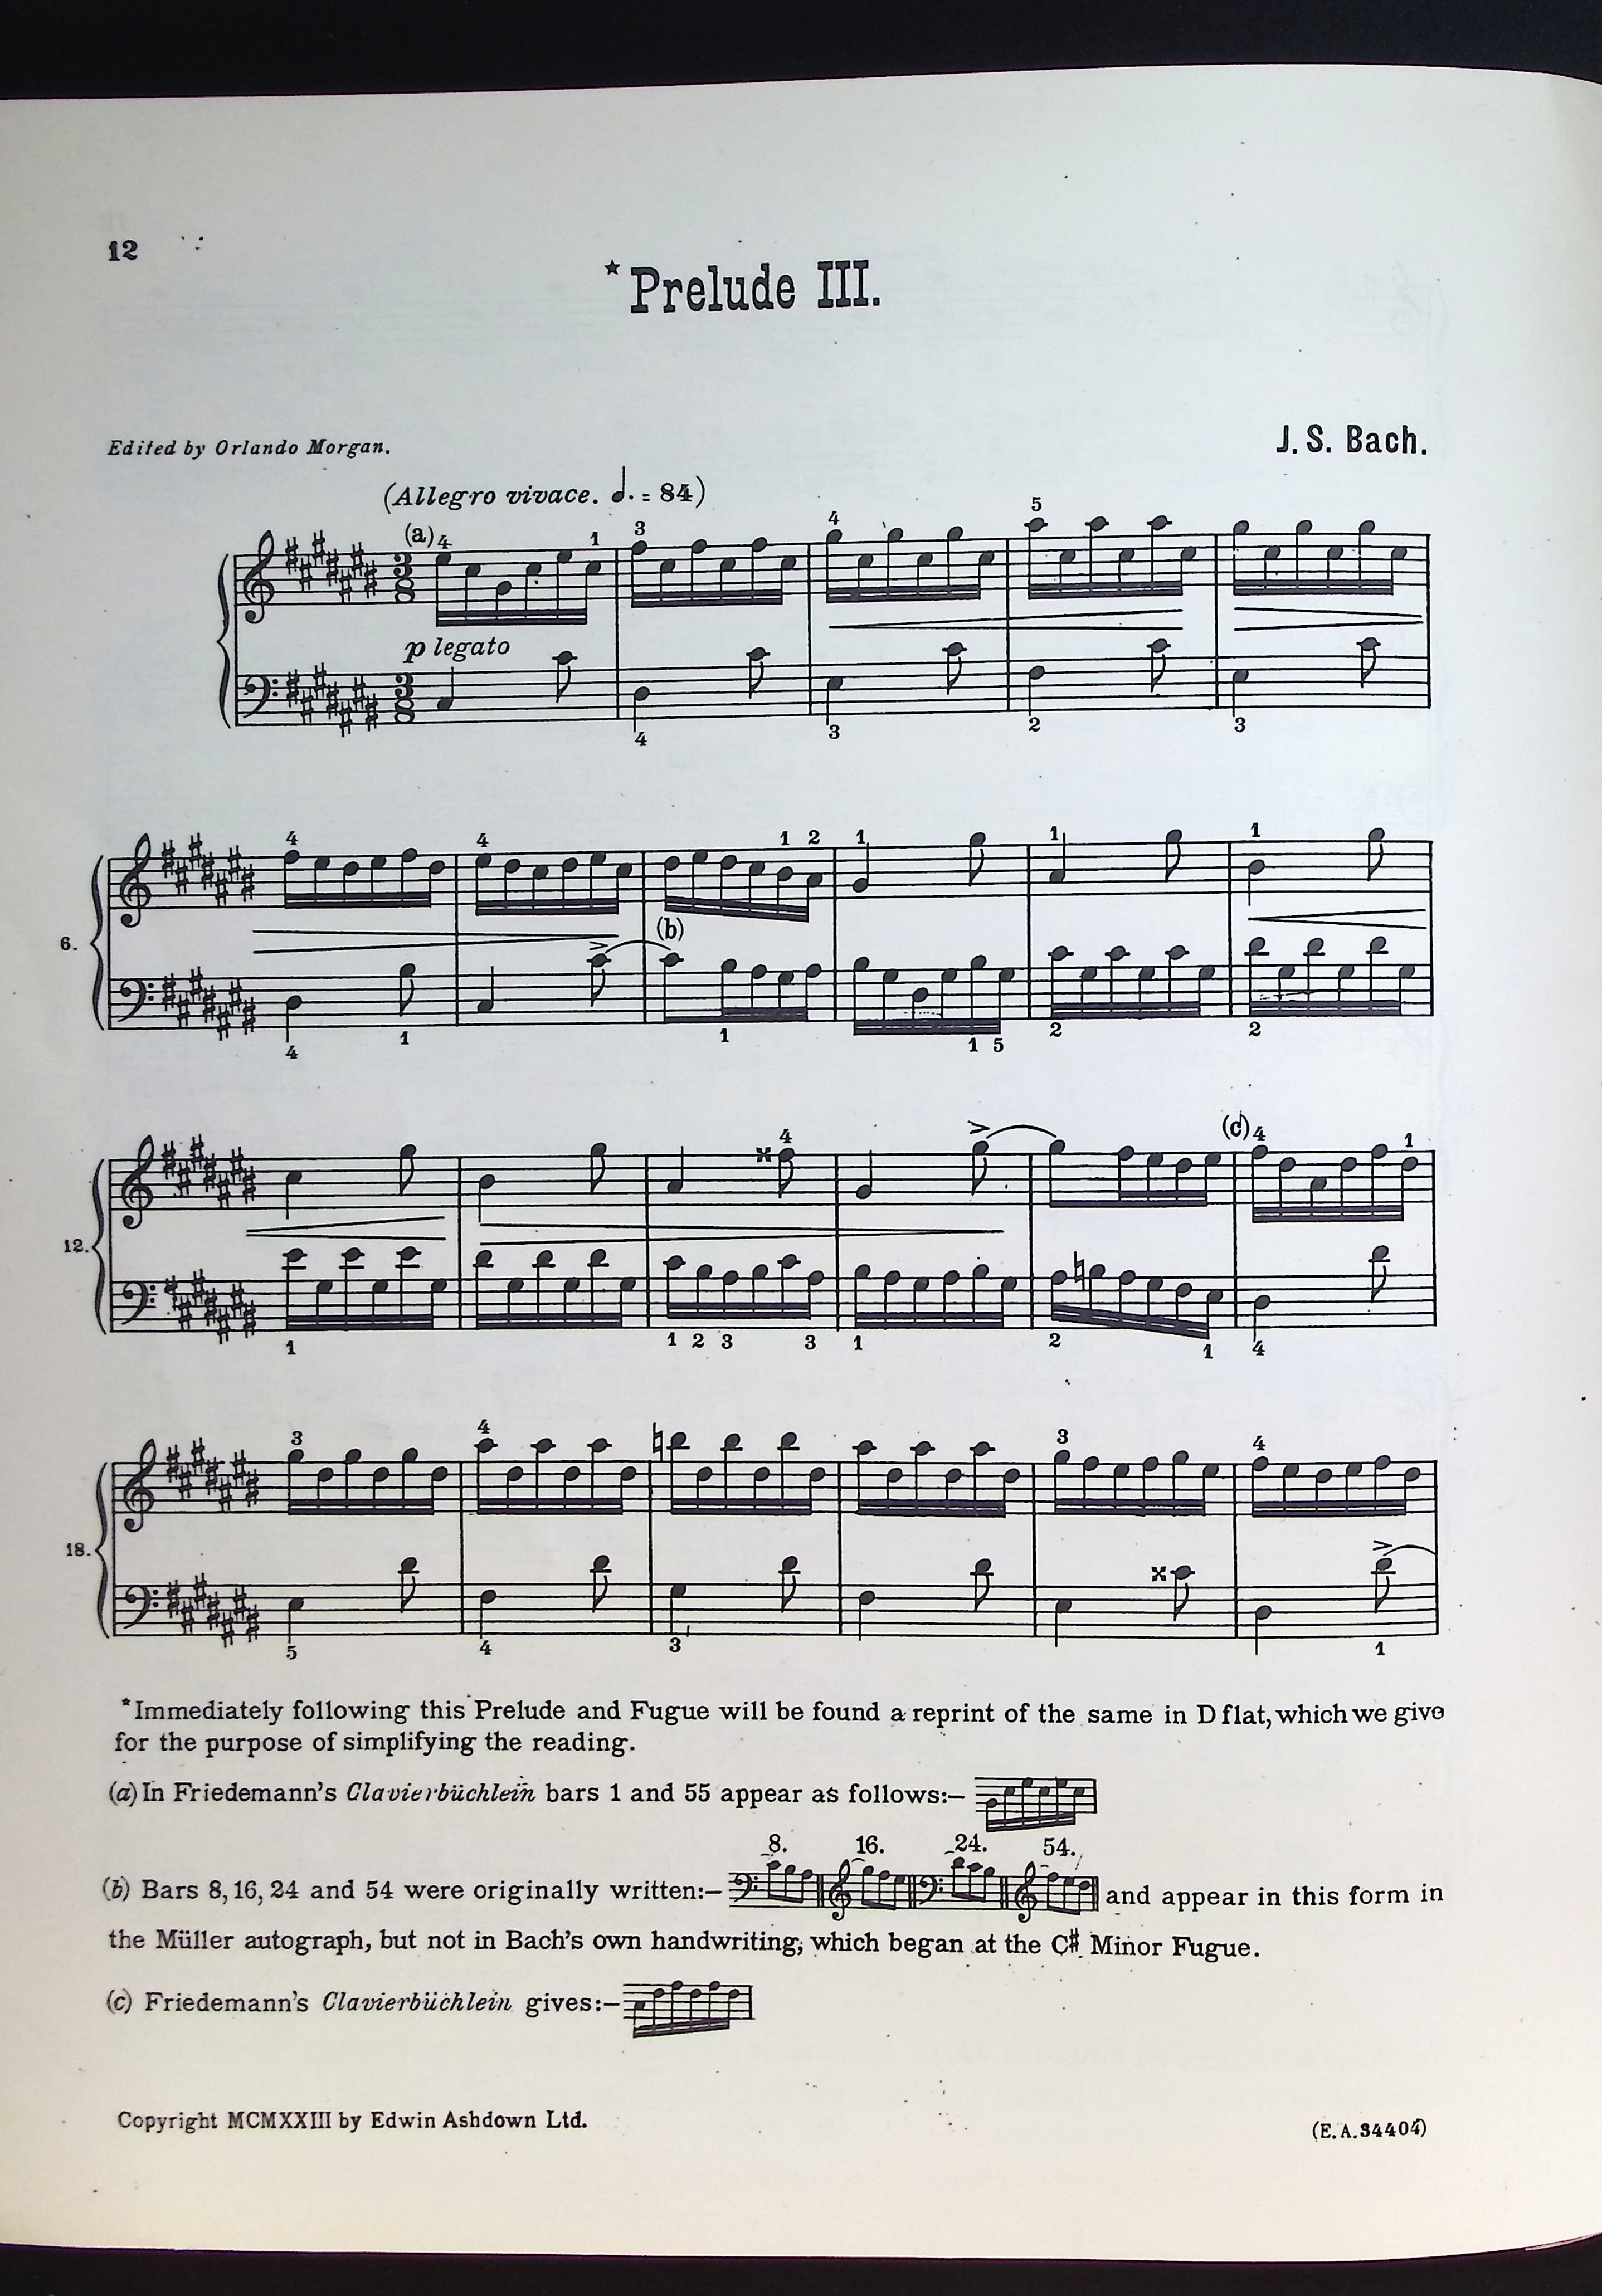 12
*Prelude III.
Edited by Orlando Morgan.
J. S. Bach.
(Allegro vivace. ♩. = 84)
(a) 4 1 3 4 5
3 8
p legato
3 8
4 3 2 3
4 4 1 2 1 1 1
(b)
6.
4 1 1 1 5 2 2
4 (c) 4 1
12.
1 1 2 3 3 1 2 1 4
3 4 3 4
18.
5 4 3 1
*Immediately following this Prelude and Fugue will be found a reprint of the same in D flat, which we give
for the purpose of simplifying the reading.
(a) In Friedemann's Clavierbüchlein bars 1 and 55 appear as follows:–
8. 16. 24. 54.
(b) Bars 8, 16, 24 and 54 were originally written:– and appear in this form in
the Müller autograph, but not in Bach's own handwriting, which began at the C♯ Minor Fugue.
(c) Friedemann's Clavierbüchlein gives:–
Copyright MCMXXIII by Edwin Ashdown Ltd.
(E. A. 34404)